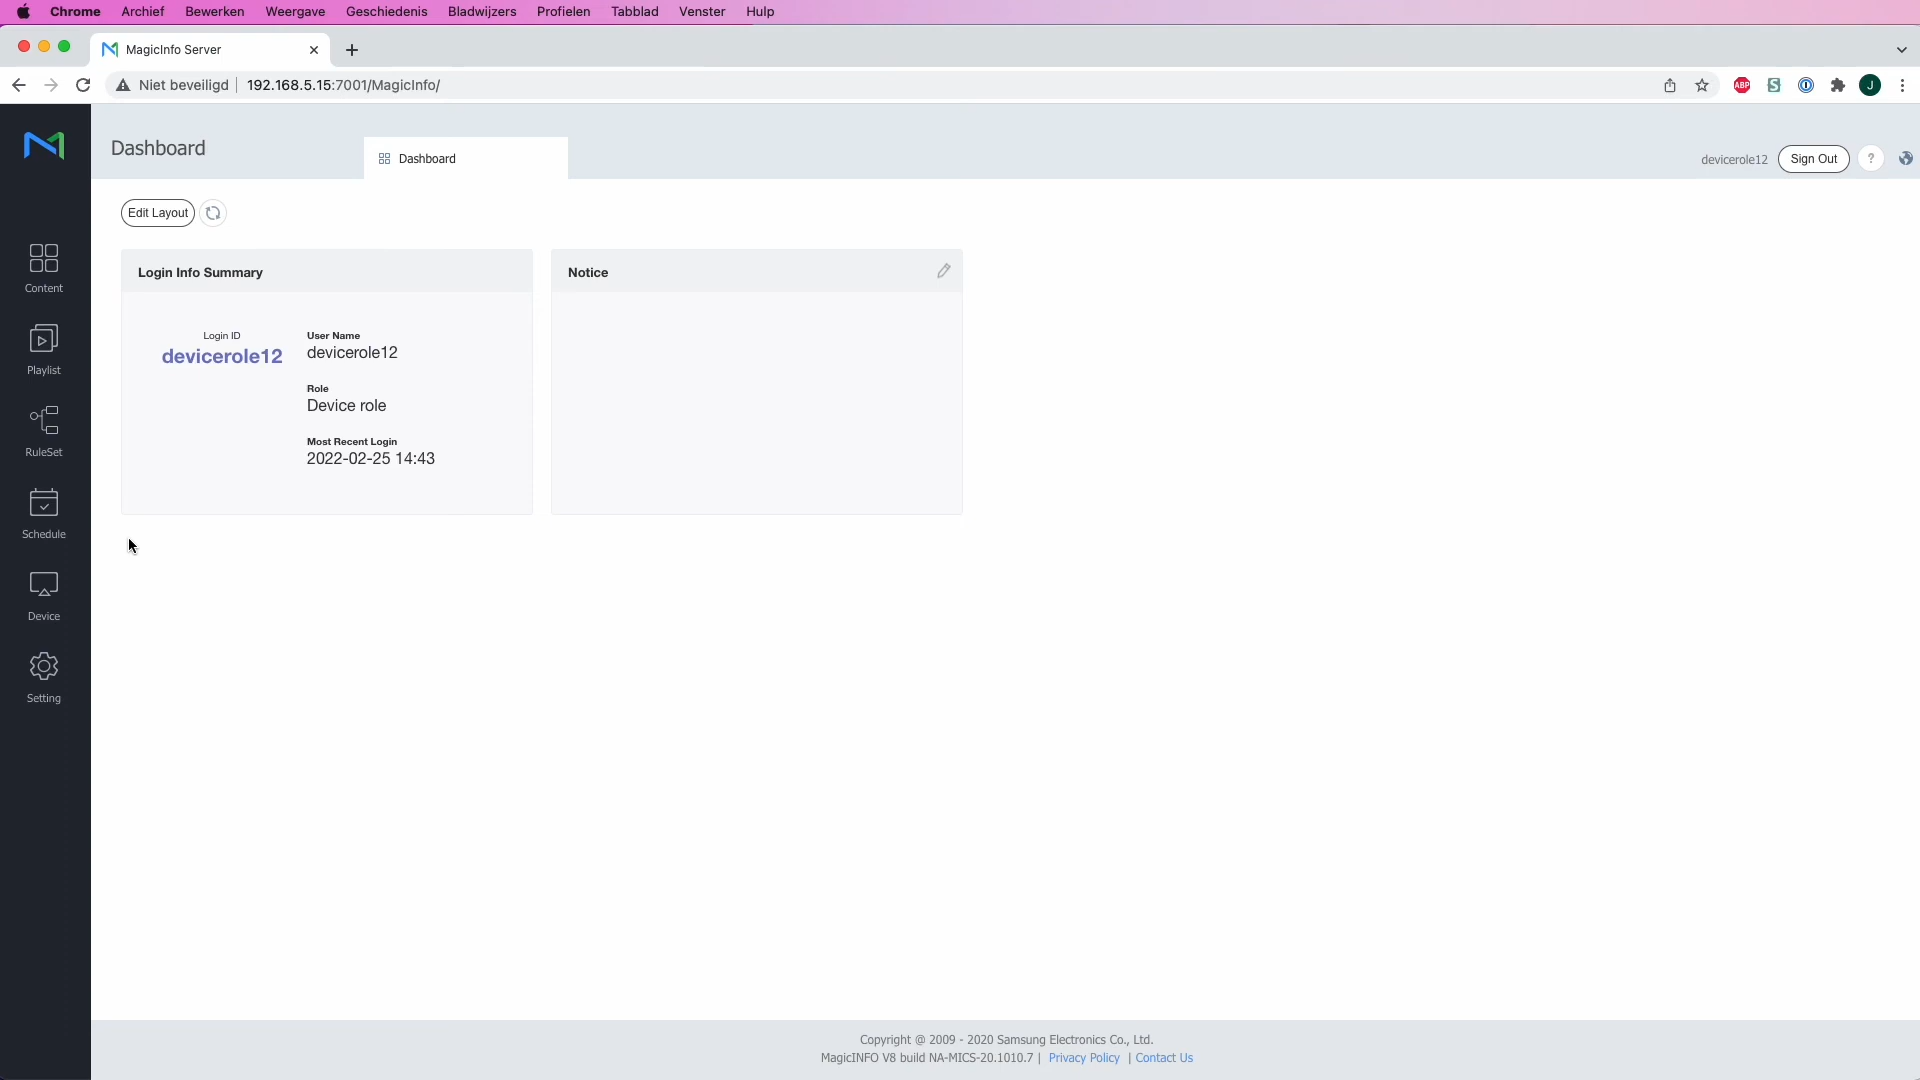 Chrome Archief Bewerken Weergave Geschiedenis Bladwijzers Profielen Tabblad Venster Hulp
MagicInfo Server
Niet beveiligd 192.168.5.15:7001/MagicInfo/
ABP
S
J
Dashboard
Dashboard
devicerole12
Sign Out
?
Edit Layout
Content
Playlist
RuleSet
Schedule
Device
Setting
Login Info Summary
Login ID
devicerole12
User Name
devicerole12
Role
Device role
Most Recent Login
2022-02-25 14:43
Notice
Copyright @ 2009 - 2020 Samsung Electronics Co., Ltd.
MagicINFO V8 build NA-MICS-20.1010.7 | Privacy Policy | Contact Us